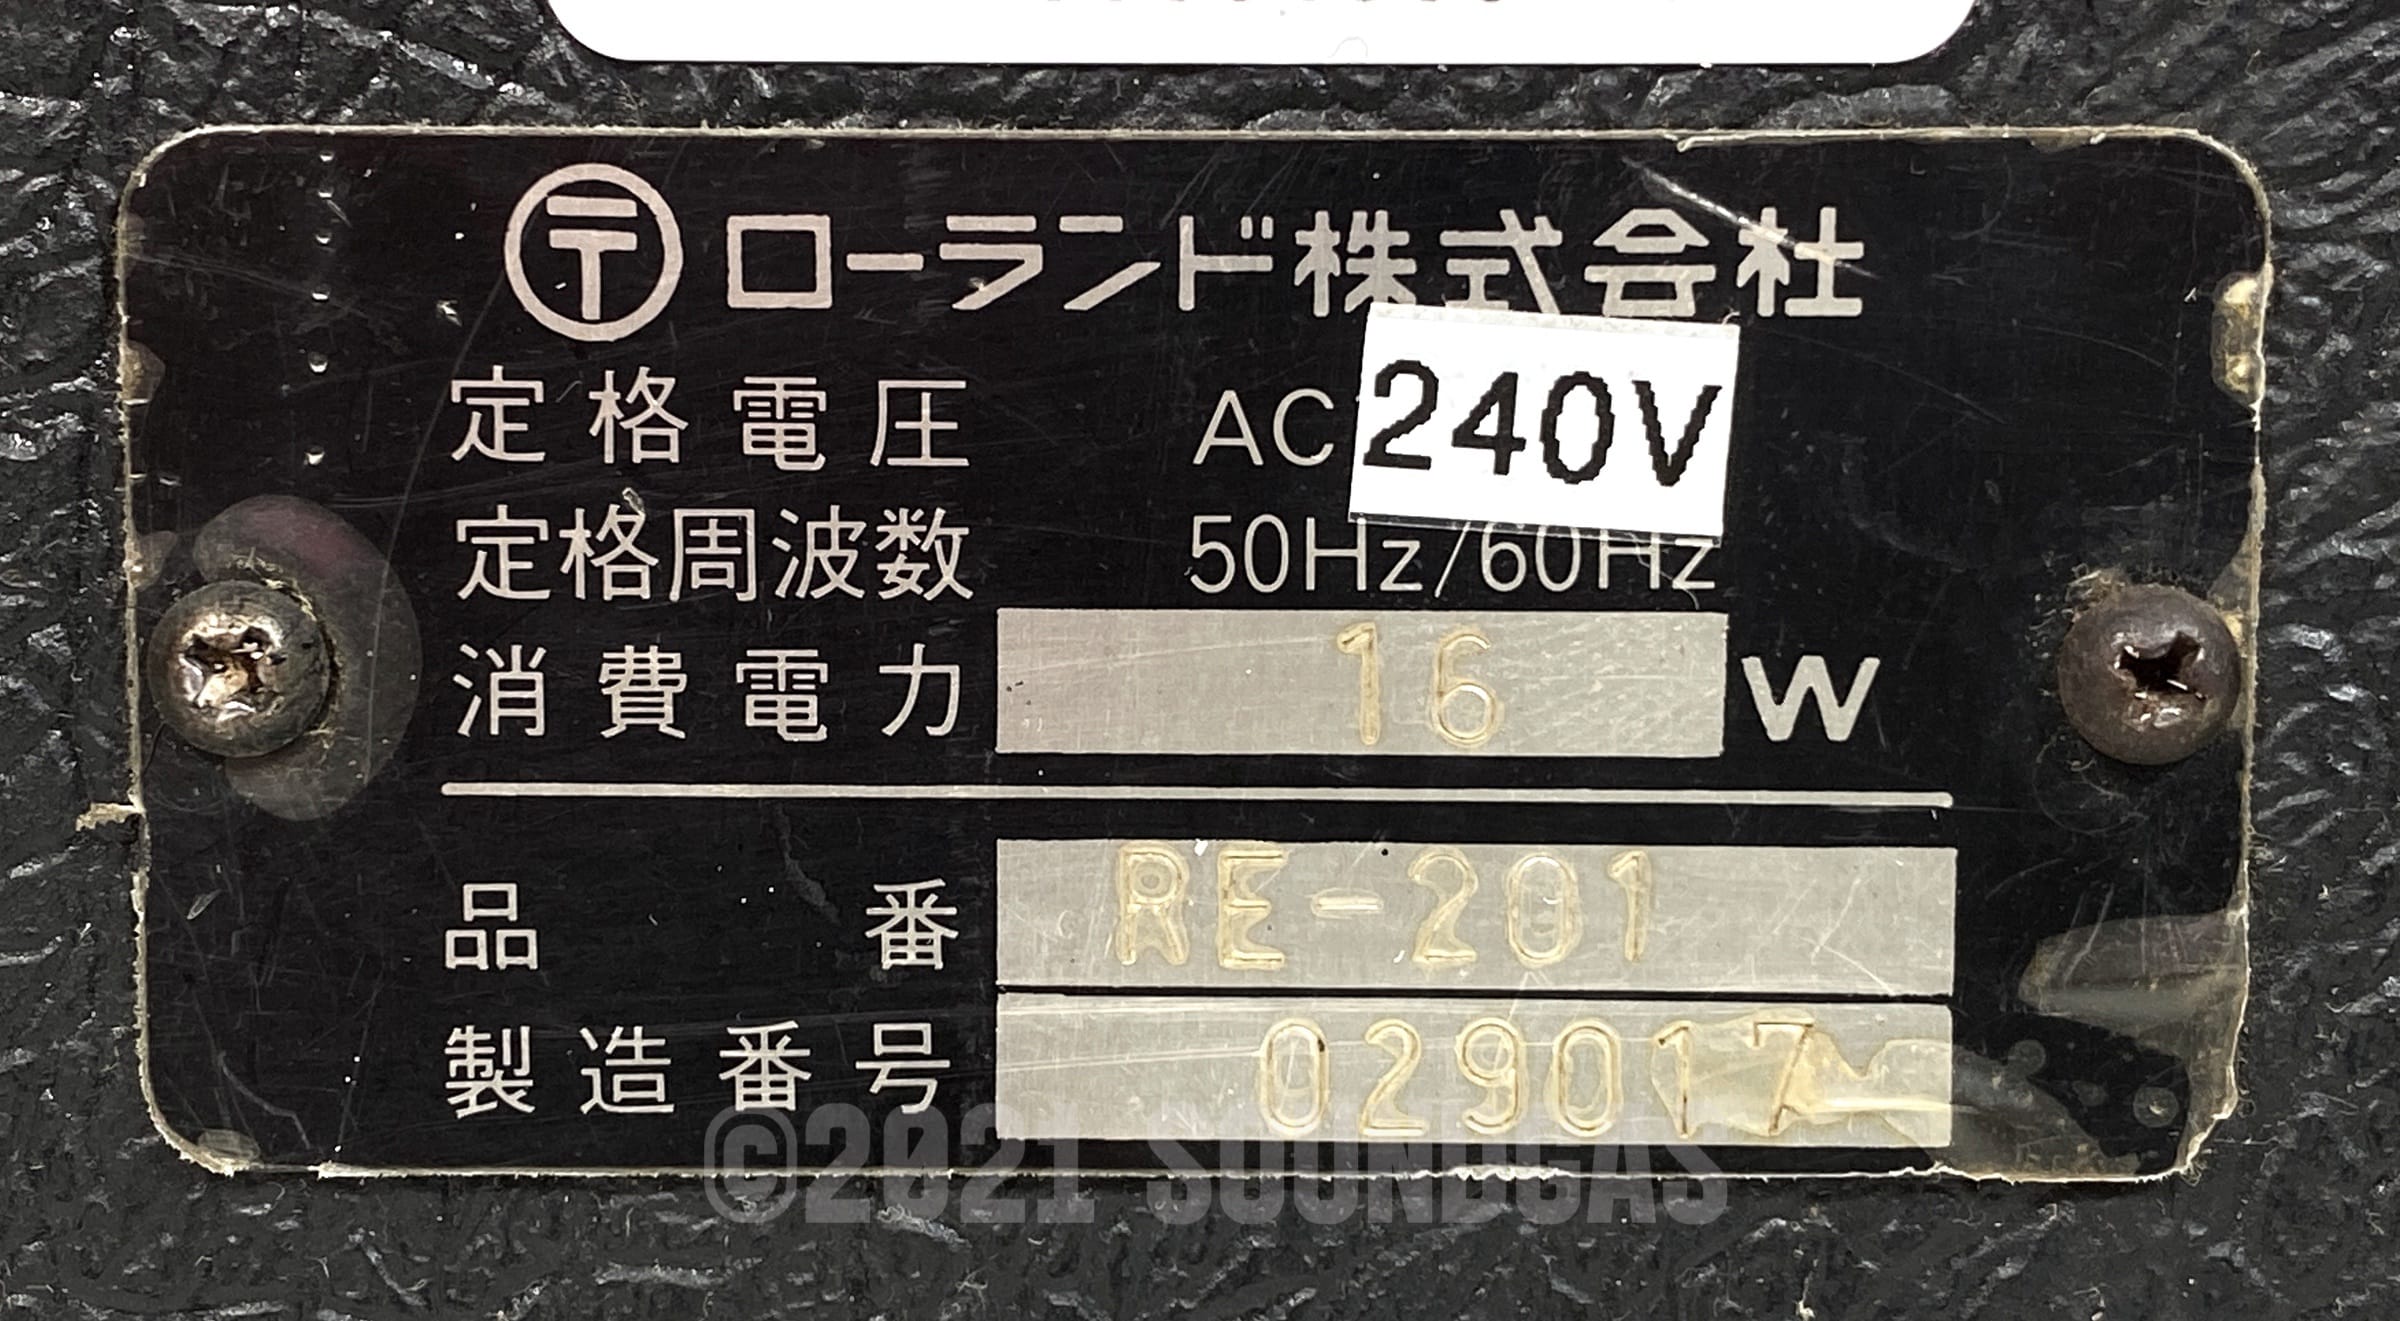 〒 ローランド株式会社
定格電圧 AC 240V
定格周波数 50Hz/60Hz
消費電力 16 W
品番 RE-201
製造番号 029017
©2021 SOUNDGAS